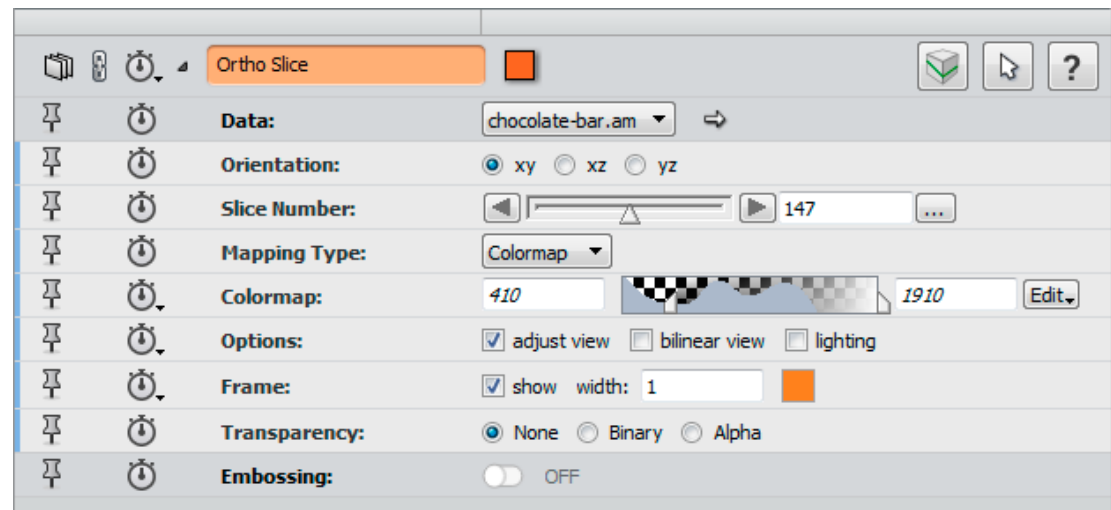 Ortho Slice ?
Data: chocolate-bar.am
Orientation: xy xz yz
Slice Number: 147 ...
Mapping Type: Colormap
Colormap: 410 1910 Edit
Options: adjust view bilinear view lighting
Frame: show width: 1
Transparency: None Binary Alpha
Embossing: OFF